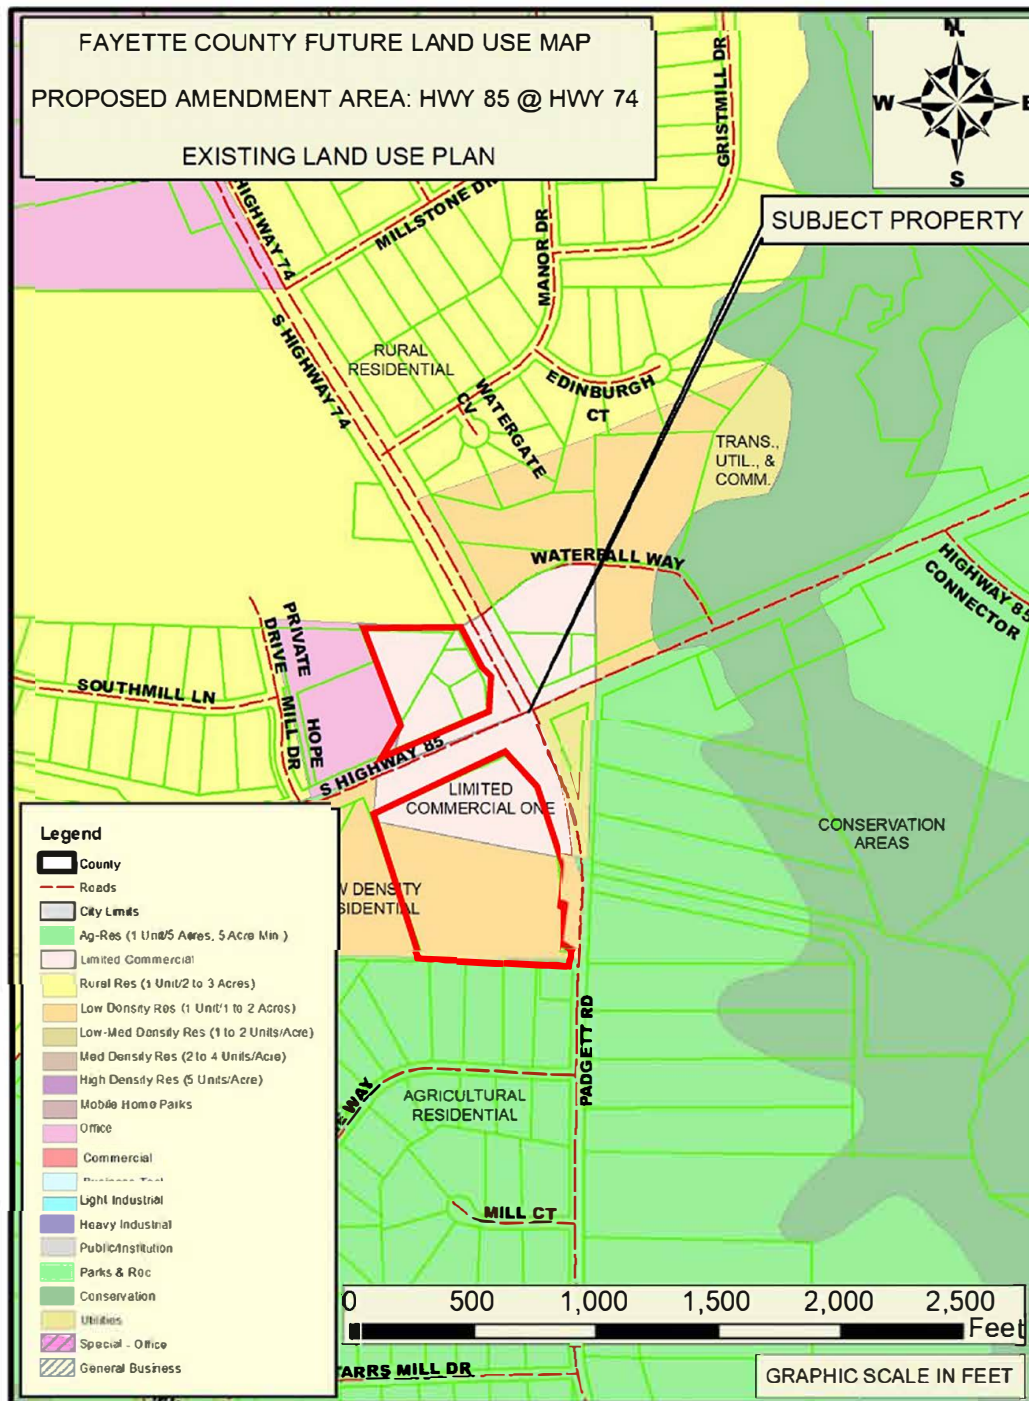 FAYETTE COUNTY FUTURE LAND USE MAP
PROPOSED AMENDMENT AREA: HWY 85 @ HWY 74
EXISTING LAND USE PLAN
N
W
E
S
SUBJECT PROPERTY
GRISTMILL DR
S HIGHWAY 74
HIGHWAY 74
MILLSTONE DR
MANOR DR
RURAL
RESIDENTIAL
WATERGATE
CV
EDINBURGH
CT
TRANS.,
UTIL., &
COMM.
WATERFALL WAY
HIGHWAY 85
CONNECTOR
PRIVATE
DRIVE
SOUTHMILL LN
MILL DR
HOPE
S HIGHWAY 85
LIMITED
COMMERCIAL ONE
CONSERVATION
AREAS
W DENSITY
SIDENTIAL
PADGETT RD
AGRICULTURAL
RESIDENTIAL
E WAY
MILL CT
TARRS MILL DR
Legend
County
Roads
City Limits
Ag-Res (1 Unit/5 Acres, 5 Acre Min.)
Limited Commercial
Rural Res (1 Unit/2 to 3 Acres)
Low Density Res (1 Unit/1 to 2 Acres)
Low-Med Density Res (1 to 2 Units/Acre)
Med Density Res (2 to 4 Units/Acre)
High Density Res (5 Units/Acre)
Mobile Home Parks
Office
Commercial
Light Industrial
Heavy Industrial
Public/Institution
Parks & Rec
Conservation
Utilities
Special - Office
General Business
0 500 1,000 1,500 2,000 2,500
Feet
GRAPHIC SCALE IN FEET